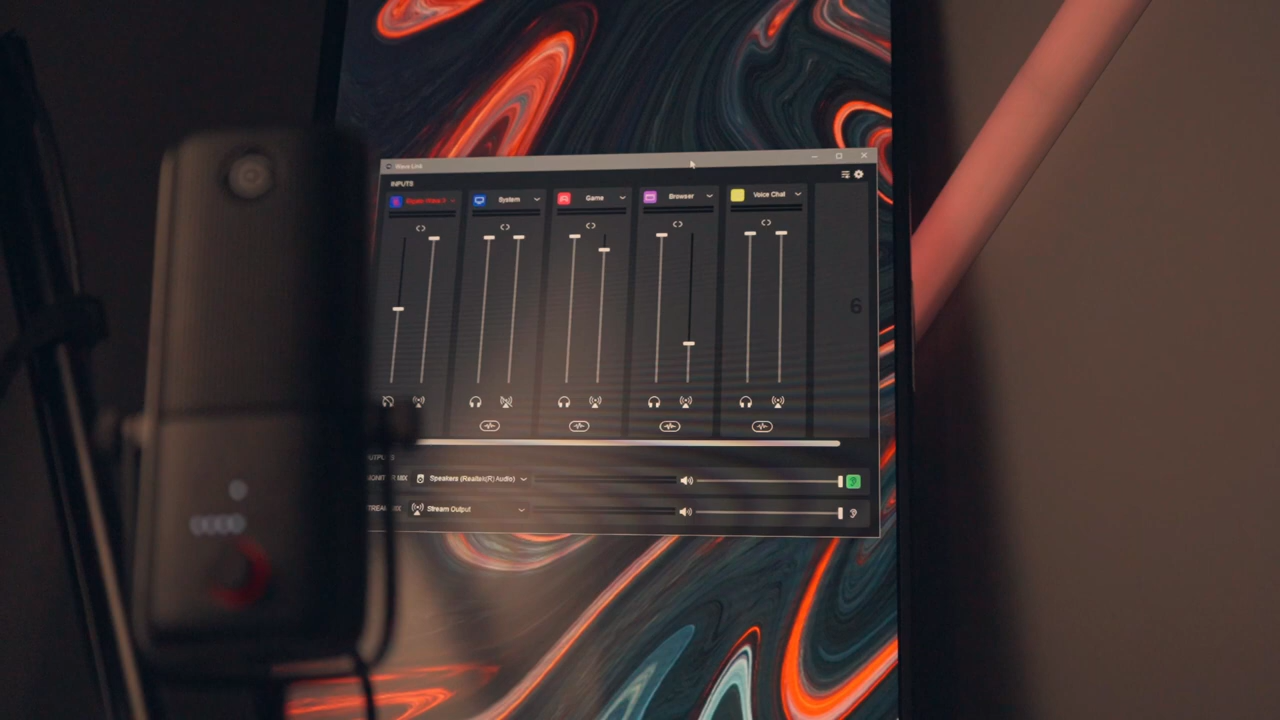 Wave Link
INPUTS
System
Game
Browser
Voice Chat
6
Speakers (Realtek(R) Audio)
Stream Output